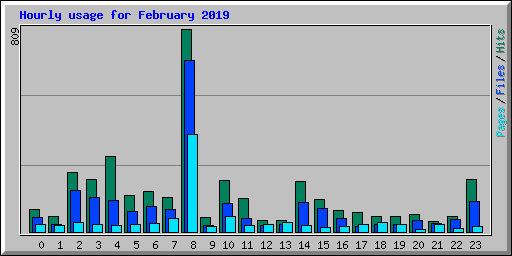 Hourly usage for February 2019
809
Pages/Files/Hits
0 1 2 3 4 5 6 7 8 9 10 11 12 13 14 15 16 17 18 19 20 21 22 23